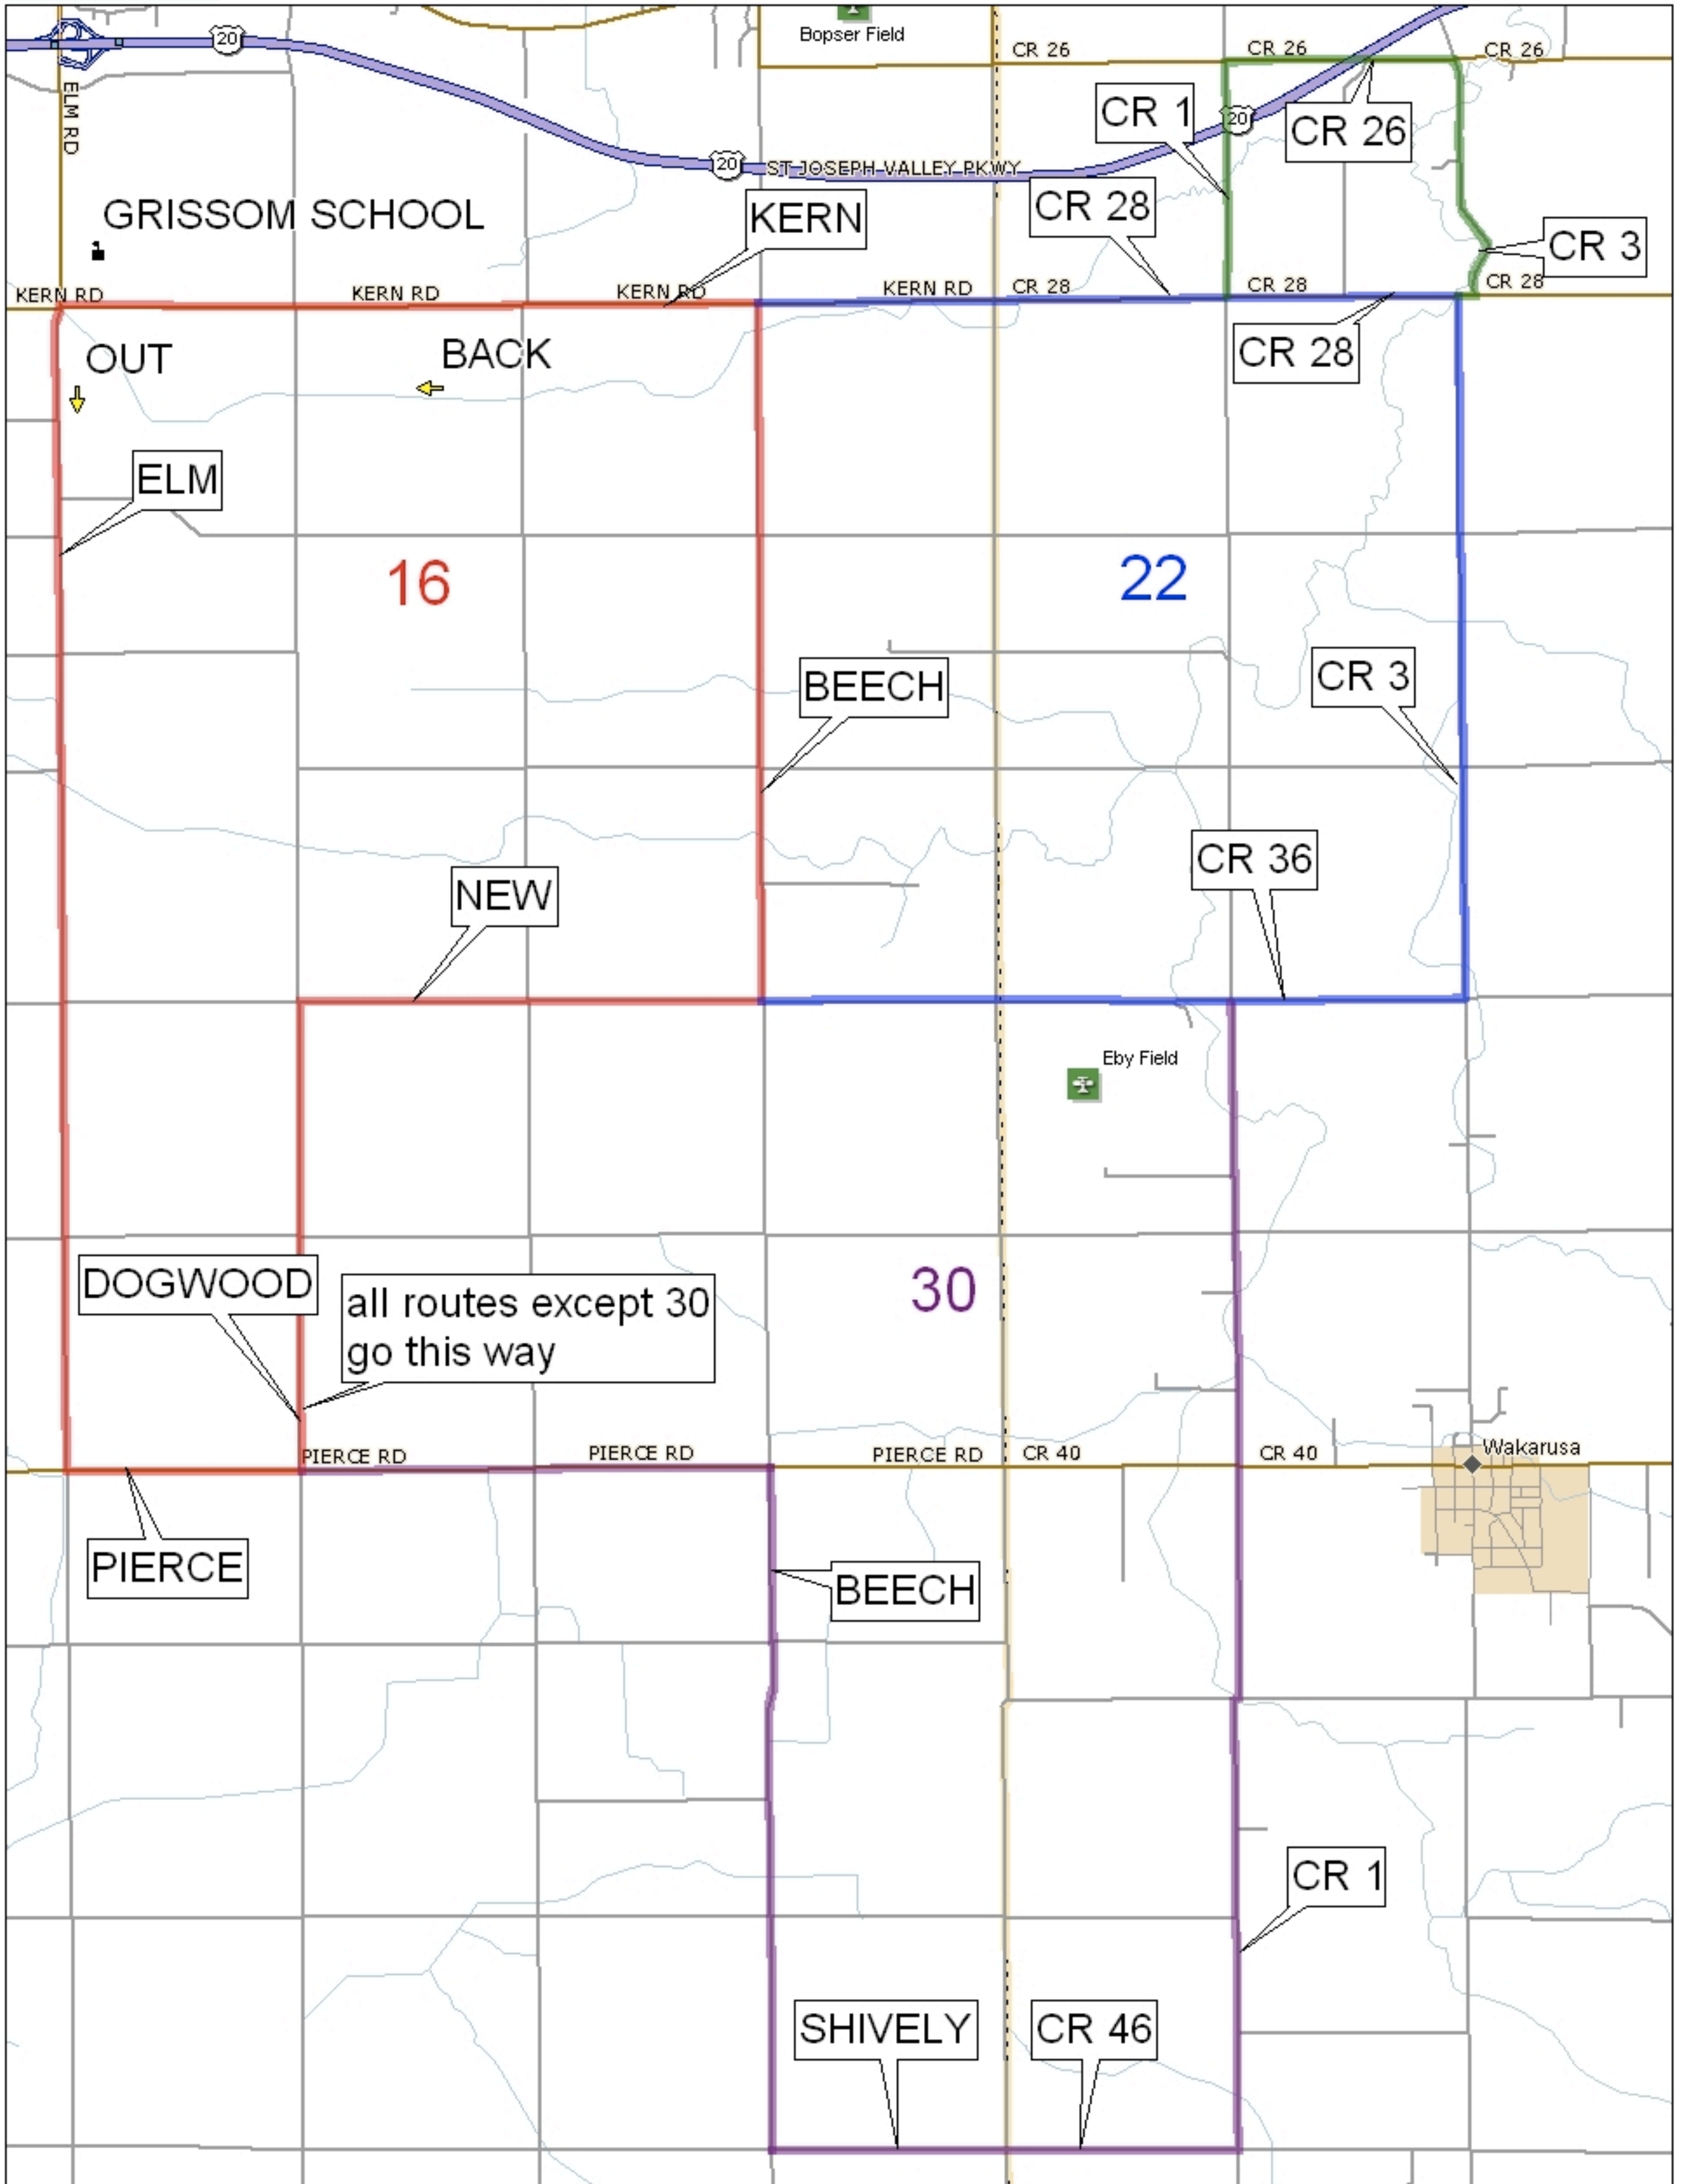 Bopser Field
20
CR 26
CR 26
CR 26
ELM RD
CR 1
20
CR 26
20
ST JOSEPH VALLEY PKWY
GRISSOM SCHOOL
KERN
CR 28
CR 3
KERN RD
KERN RD
KERN RD
KERN RD
CR 28
CR 28
CR 28
OUT
BACK
CR 28
ELM
16
22
BEECH
CR 3
CR 36
NEW
Eby Field
DOGWOOD
all routes except 30
go this way
30
PIERCE RD
PIERCE RD
PIERCE RD
CR 40
CR 40
Wakarusa
PIERCE
BEECH
CR 1
SHIVELY
CR 46